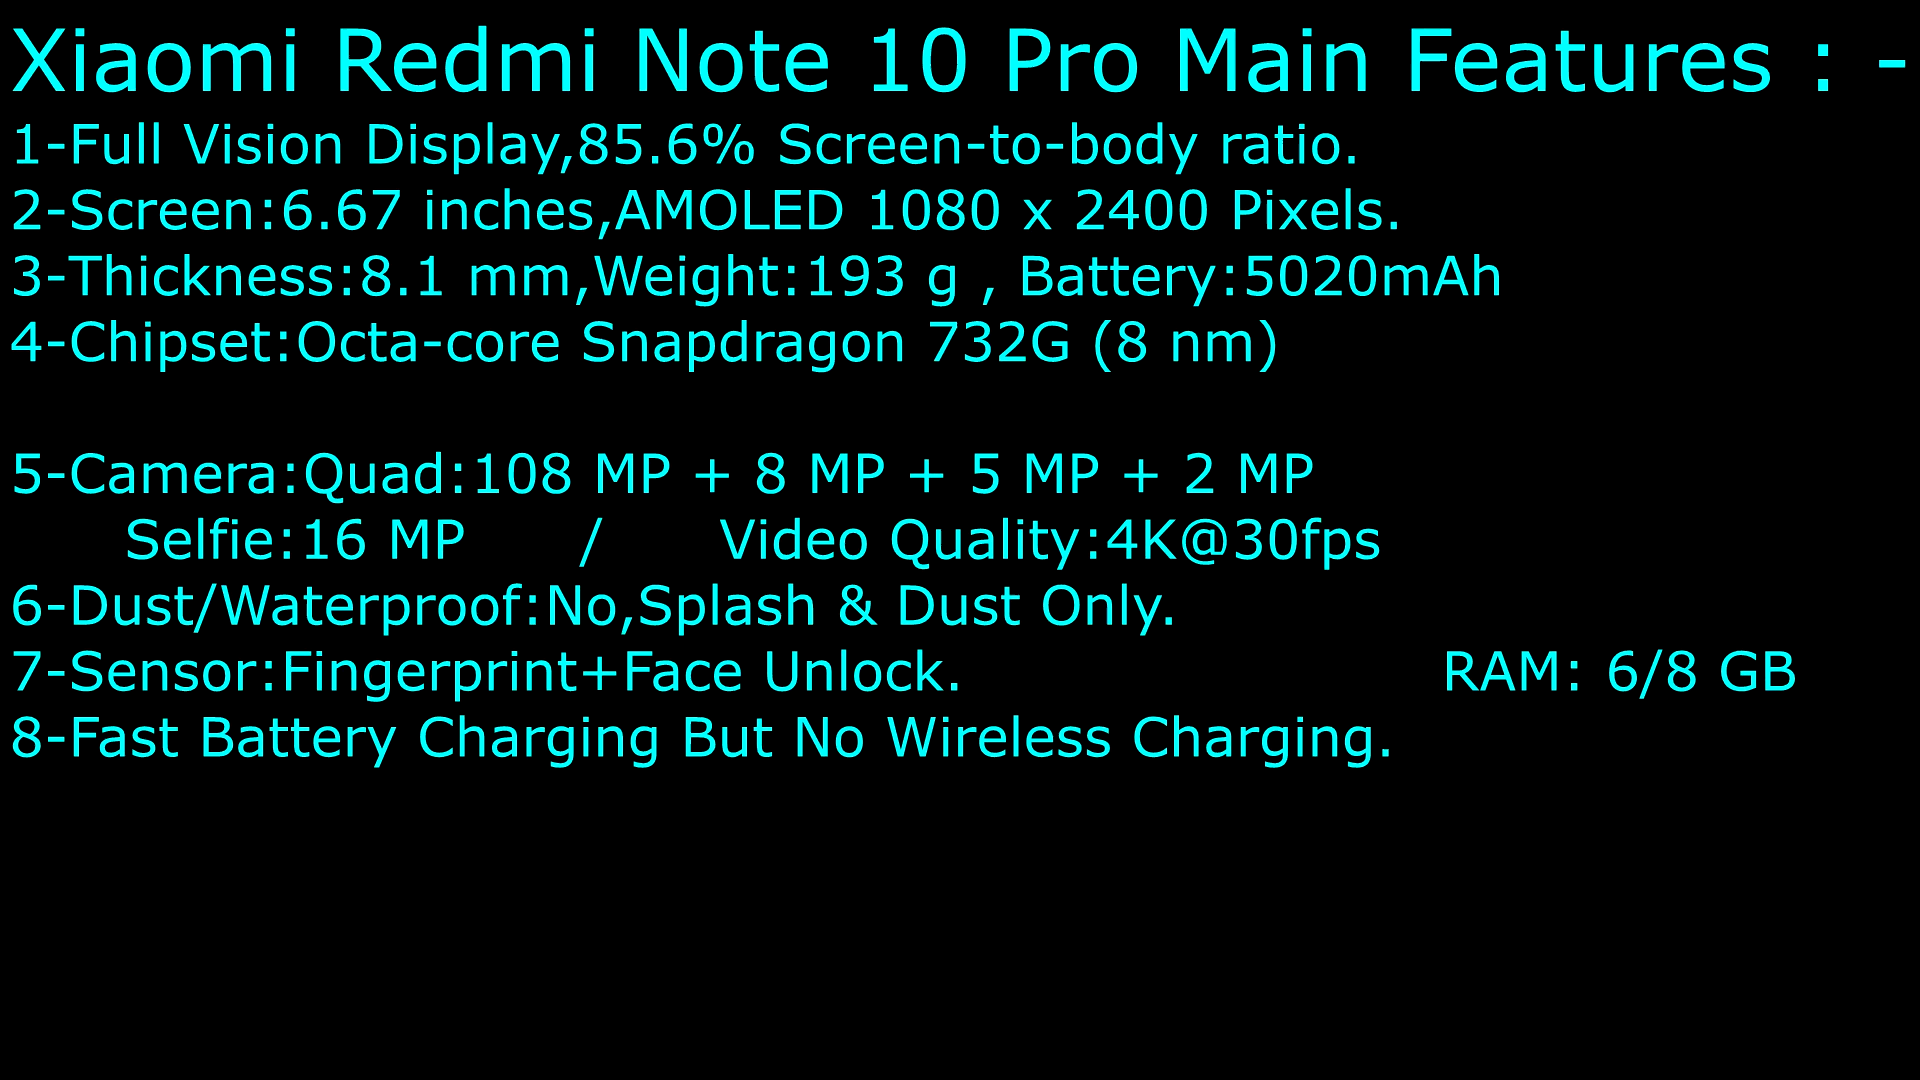 Xiaomi Redmi Note 10 Pro Main Features : -
1-Full Vision Display,85.6% Screen-to-body ratio.
2-Screen:6.67 inches,AMOLED 1080 x 2400 Pixels.
3-Thickness:8.1 mm,Weight:193 g , Battery:5020mAh
4-Chipset:Octa-core Snapdragon 732G (8 nm)
5-Camera:Quad:108 MP + 8 MP + 5 MP + 2 MP
Selfie:16 MP / Video Quality:4K@30fps
6-Dust/Waterproof:No,Splash & Dust Only.
7-Sensor:Fingerprint+Face Unlock. RAM: 6/8 GB
8-Fast Battery Charging But No Wireless Charging.